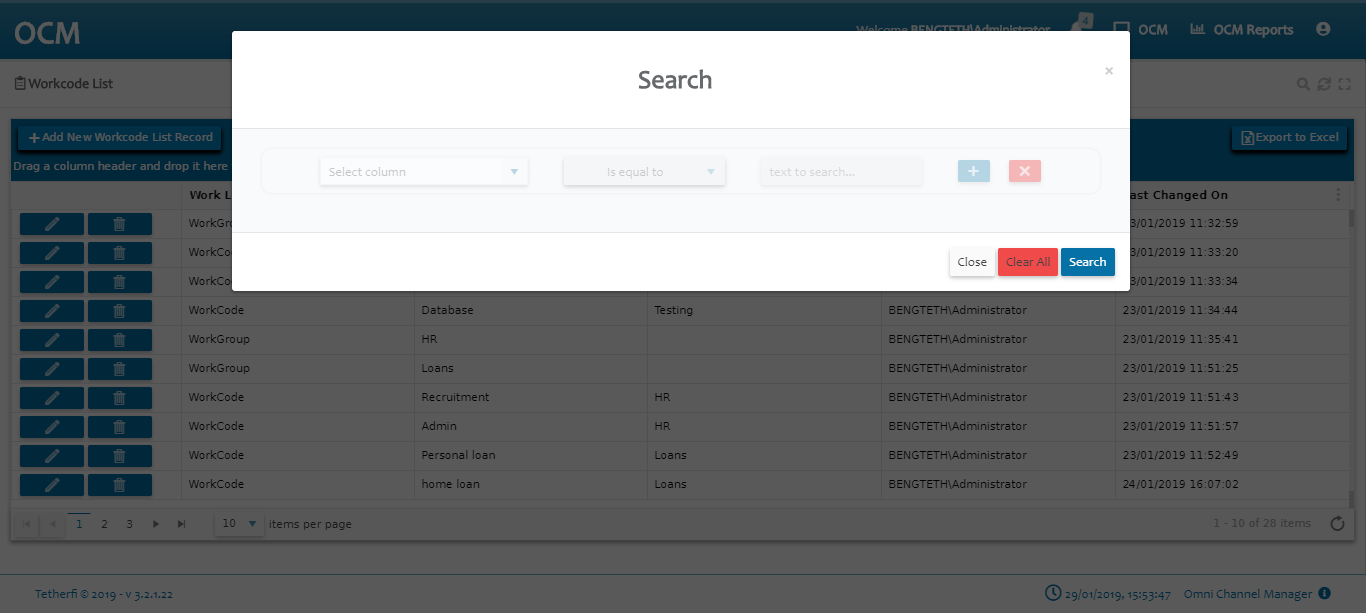 OCM
Welcome BENGTETH\Administrator 4 OCM OCM Reports
Workcode List
Search
×
+ Add New Workcode List Record
Export to Excel
Drag a column header and drop it here
Select column Is equal to text to search...
Work L ast Changed On
WorkGr 3/01/2019 11:32:59
WorkCo 3/01/2019 11:33:20
WorkCo 3/01/2019 11:33:34
Close Clear All Search
WorkCode Database Testing BENGTETH\Administrator 23/01/2019 11:34:44
WorkGroup HR BENGTETH\Administrator 23/01/2019 11:35:41
WorkGroup Loans BENGTETH\Administrator 23/01/2019 11:51:25
WorkCode Recruitment HR BENGTETH\Administrator 23/01/2019 11:51:43
WorkCode Admin HR BENGTETH\Administrator 23/01/2019 11:51:57
WorkCode Personal loan Loans BENGTETH\Administrator 23/01/2019 11:52:49
WorkCode home loan Loans BENGTETH\Administrator 24/01/2019 16:07:02
1 2 3 10 items per page 1 - 10 of 28 items
Tetherfi © 2019 - v 3.2.1.22 29/01/2019, 15:53:47 Omni Channel Manager